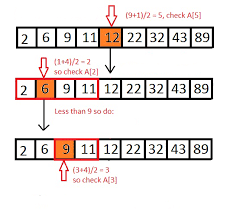 (9+1)/2 = 5, check A[5]
2 6 9 11 12 22 32 43 89
(1+4)/2 = 2
so check A[2]
2 6 9 11 12 22 32 43 89
Less than 9 so do:
2 6 9 11 12 22 32 43 89
(3+4)/2 = 3
so check A[3]